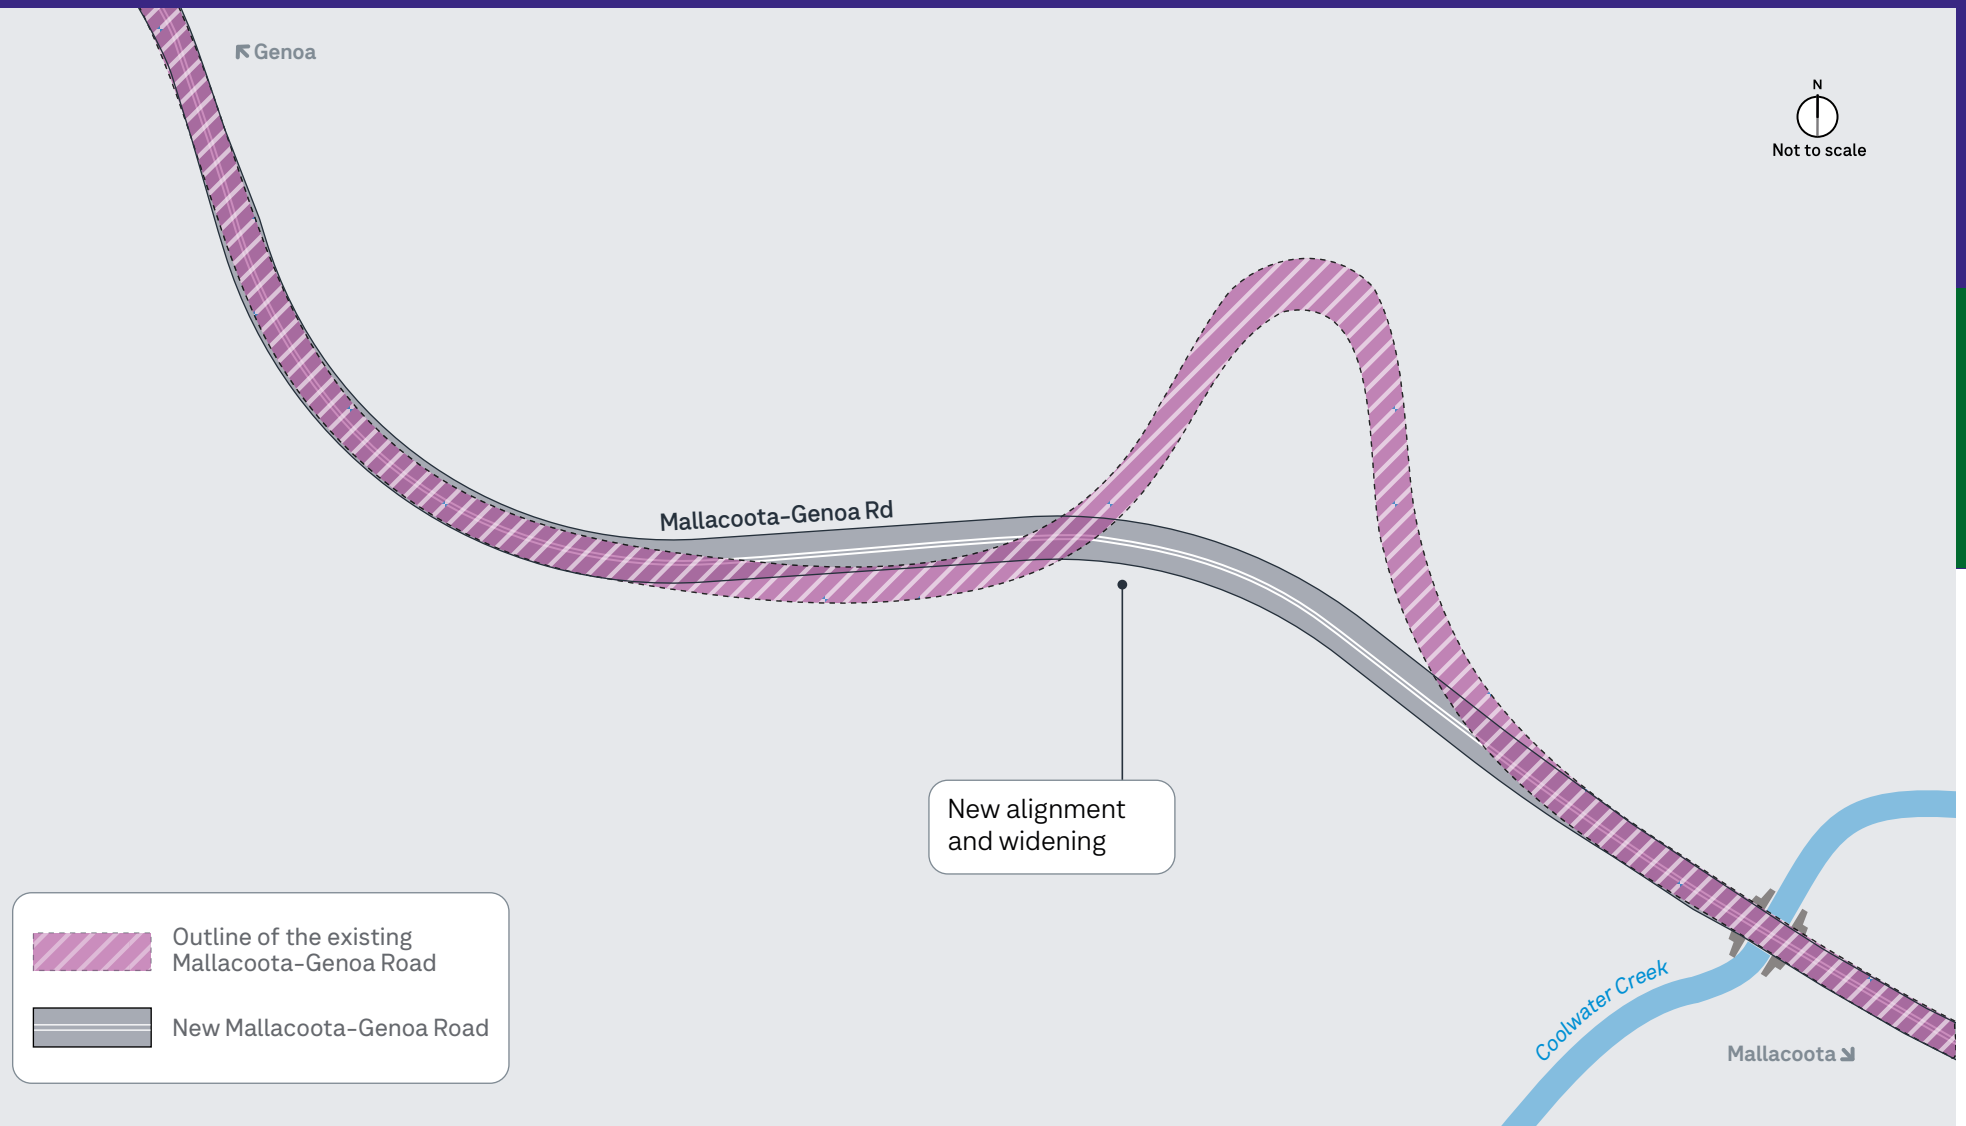 Genoa
N
Not to scale
Mallacoota-Genoa Rd
New alignment
and widening
Outline of the existing
Mallacoota-Genoa Road
New Mallacoota-Genoa Road
Coolwater Creek
Mallacoota